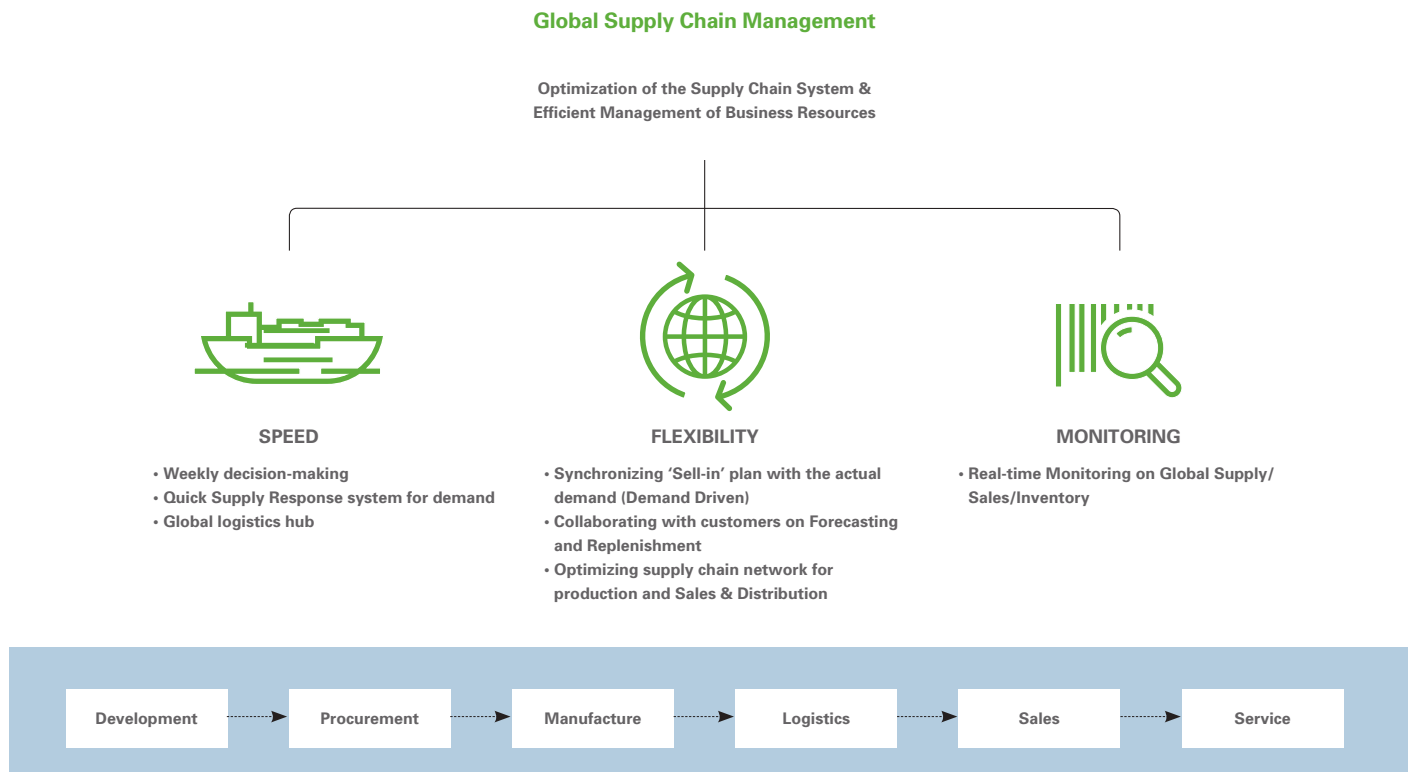 Global Supply Chain Management
Optimization of the Supply Chain System &
Efficient Management of Business Resources
SPEED
• Weekly decision-making
• Quick Supply Response system for demand
• Global logistics hub
FLEXIBILITY
• Synchronizing ‘Sell-in’ plan with the actual
demand (Demand Driven)
• Collaborating with customers on Forecasting
and Replenishment
• Optimizing supply chain network for
production and Sales & Distribution
MONITORING
• Real-time Monitoring on Global Supply/
Sales/Inventory
Development
Procurement
Manufacture
Logistics
Sales
Service